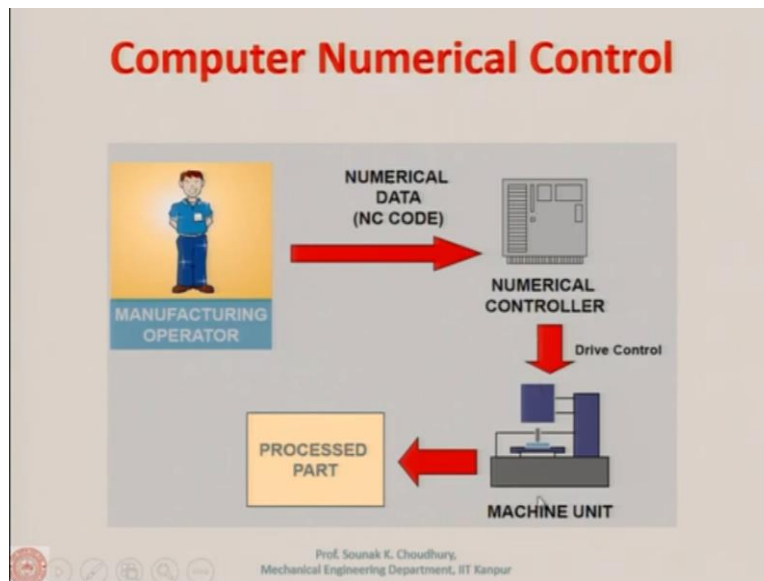 Computer Numerical Control
NUMERICAL
DATA
(NC CODE)
MANUFACTURING
OPERATOR
NUMERICAL
CONTROLLER
Drive Control
PROCESSED
PART
MACHINE UNIT
Prof. Sounak K. Choudhury,
Mechanical Engineering Department, IIT Kanpur